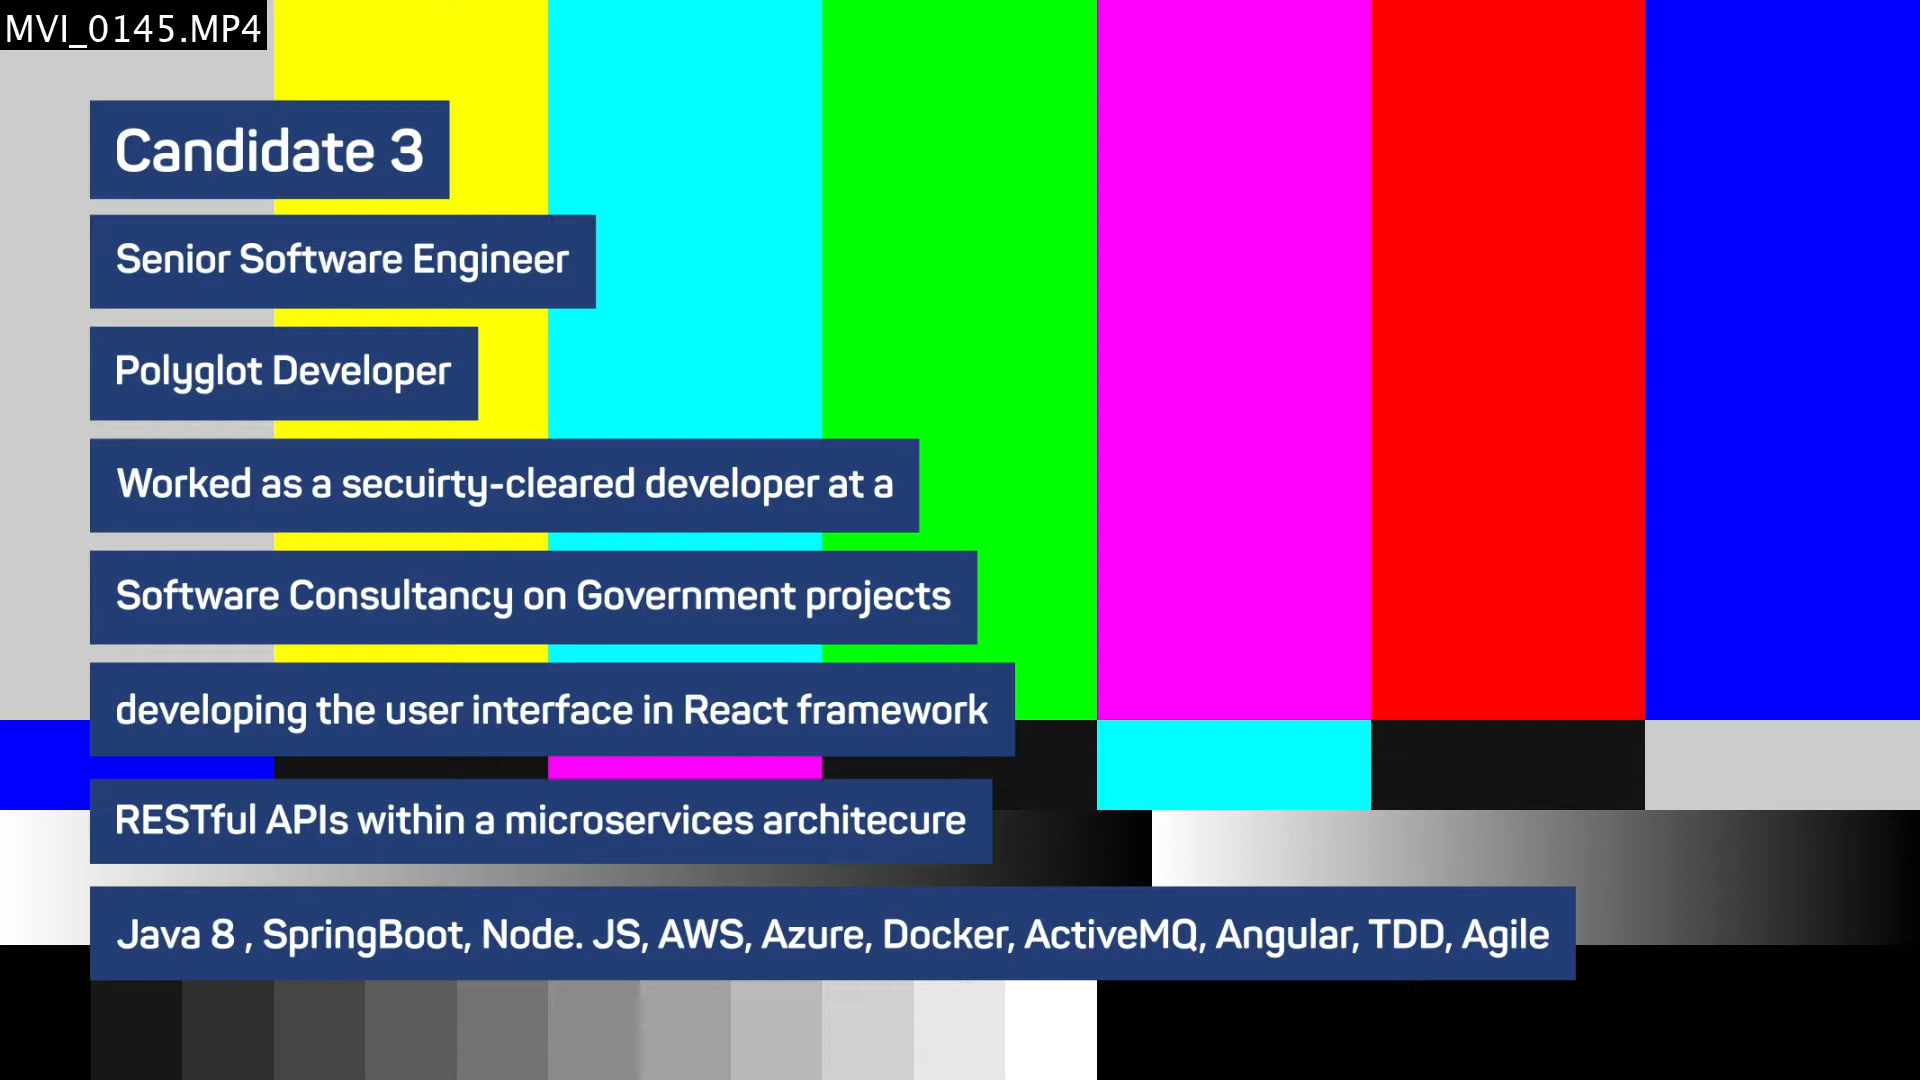 MVI_0145.MP4
Candidate 3
Senior Software Engineer
Polyglot Developer
Worked as a secuirty-cleared developer at a
Software Consultancy on Government projects
developing the user interface in React framework
RESTful APIs within a microservices architecure
Java 8 , SpringBoot, Node. JS, AWS, Azure, Docker, ActiveMQ, Angular, TDD, Agile